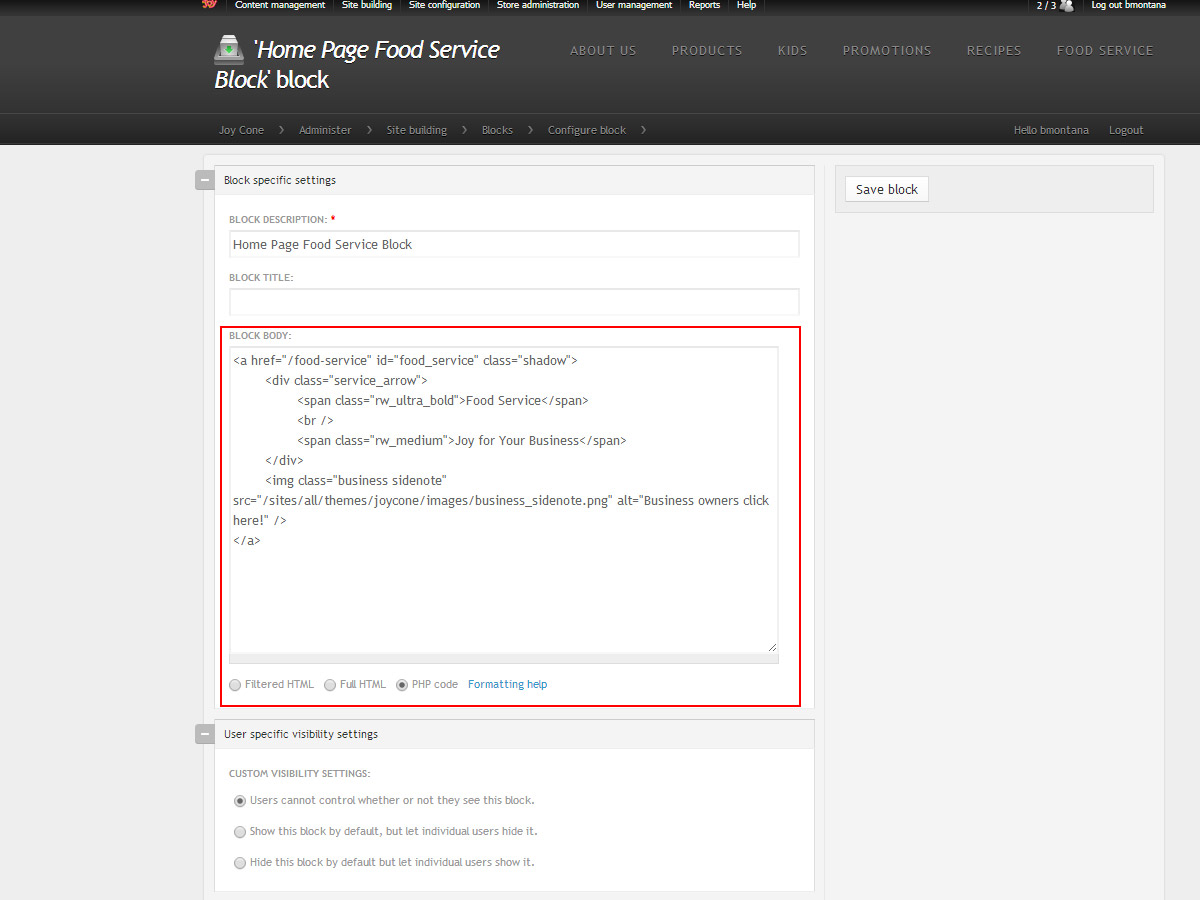 Content management Site building Site configuration Store administration User management Reports Help 2 / 3 Log out bmontana
'Home Page Food Service
Block' block
ABOUT US PRODUCTS KIDS PROMOTIONS RECIPES FOOD SERVICE
Joy Cone Administer Site building Blocks Configure block Hello bmontana Logout
Block specific settings
Save block
BLOCK DESCRIPTION: *
Home Page Food Service Block
BLOCK TITLE:
BLOCK BODY:
<a href="/food-service" id="food_service" class="shadow">
<div class="service_arrow">
<span class="rw_ultra_bold">Food Service</span>
<br />
<span class="rw_medium">Joy for Your Business</span>
</div>
<img class="business sidenote"
src="/sites/all/themes/joycone/images/business_sidenote.png" alt="Business owners click
here!" />
</a>
Filtered HTML Full HTML PHP code Formatting help
User specific visibility settings
CUSTOM VISIBILITY SETTINGS:
Users cannot control whether or not they see this block.
Show this block by default, but let individual users hide it.
Hide this block by default but let individual users show it.